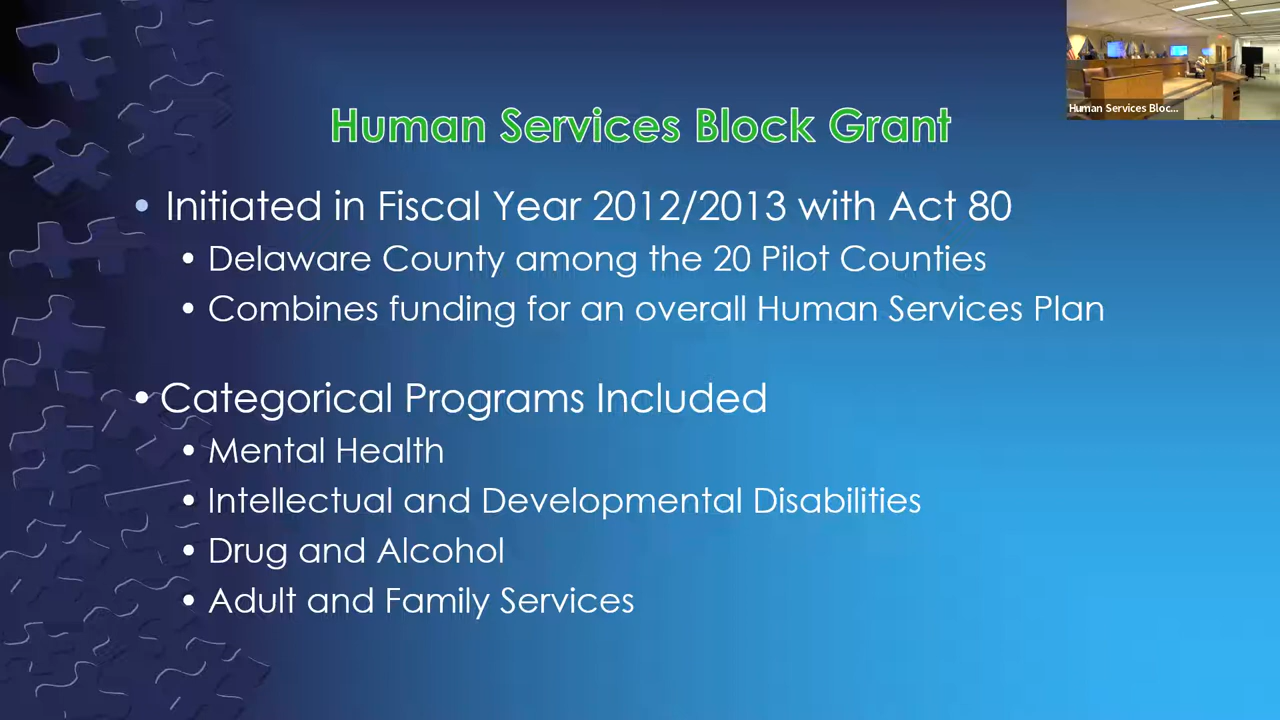 Human Services Bloc...
Human Services Block Grant
• Initiated in Fiscal Year 2012/2013 with Act 80
• Delaware County among the 20 Pilot Counties
• Combines funding for an overall Human Services Plan
• Categorical Programs Included
• Mental Health
• Intellectual and Developmental Disabilities
• Drug and Alcohol
• Adult and Family Services